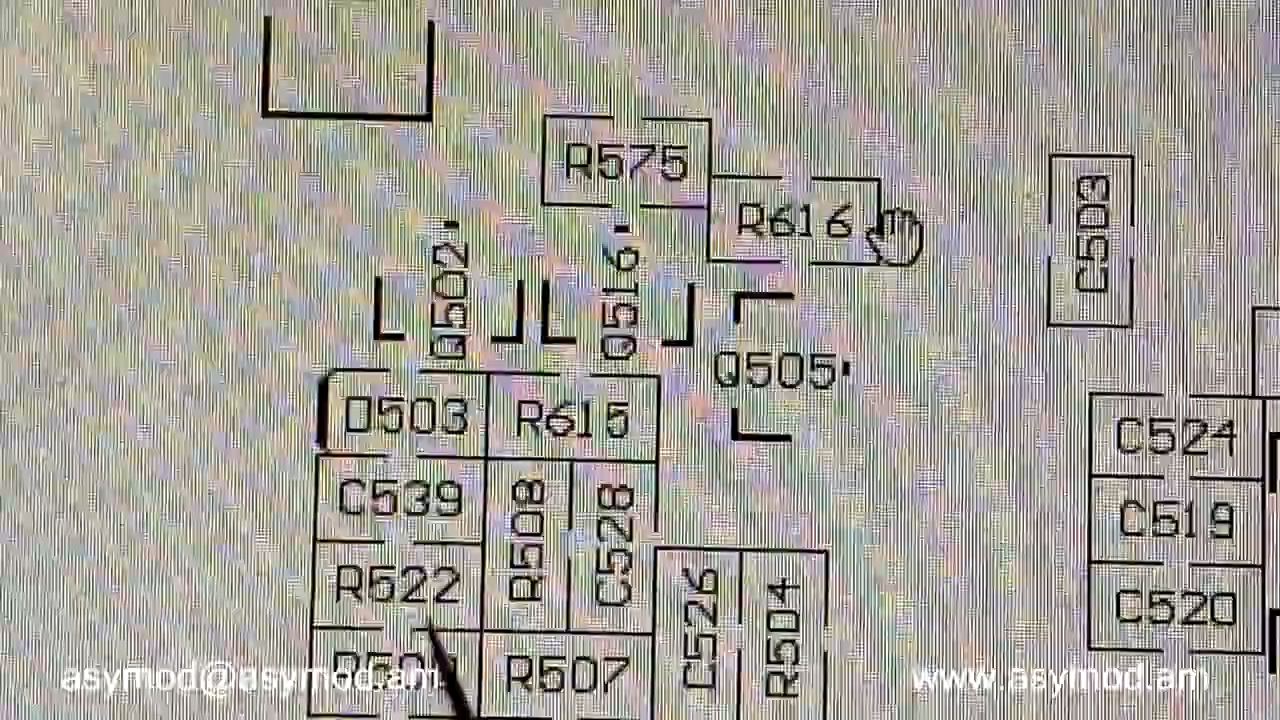 R575
R616
C503
Q502
Q516
Q505
D503
R615
C524
C539
R508
C528
C519
R522
C526
R504
C520
R507
asymod@asymod.am
www.asymod.am